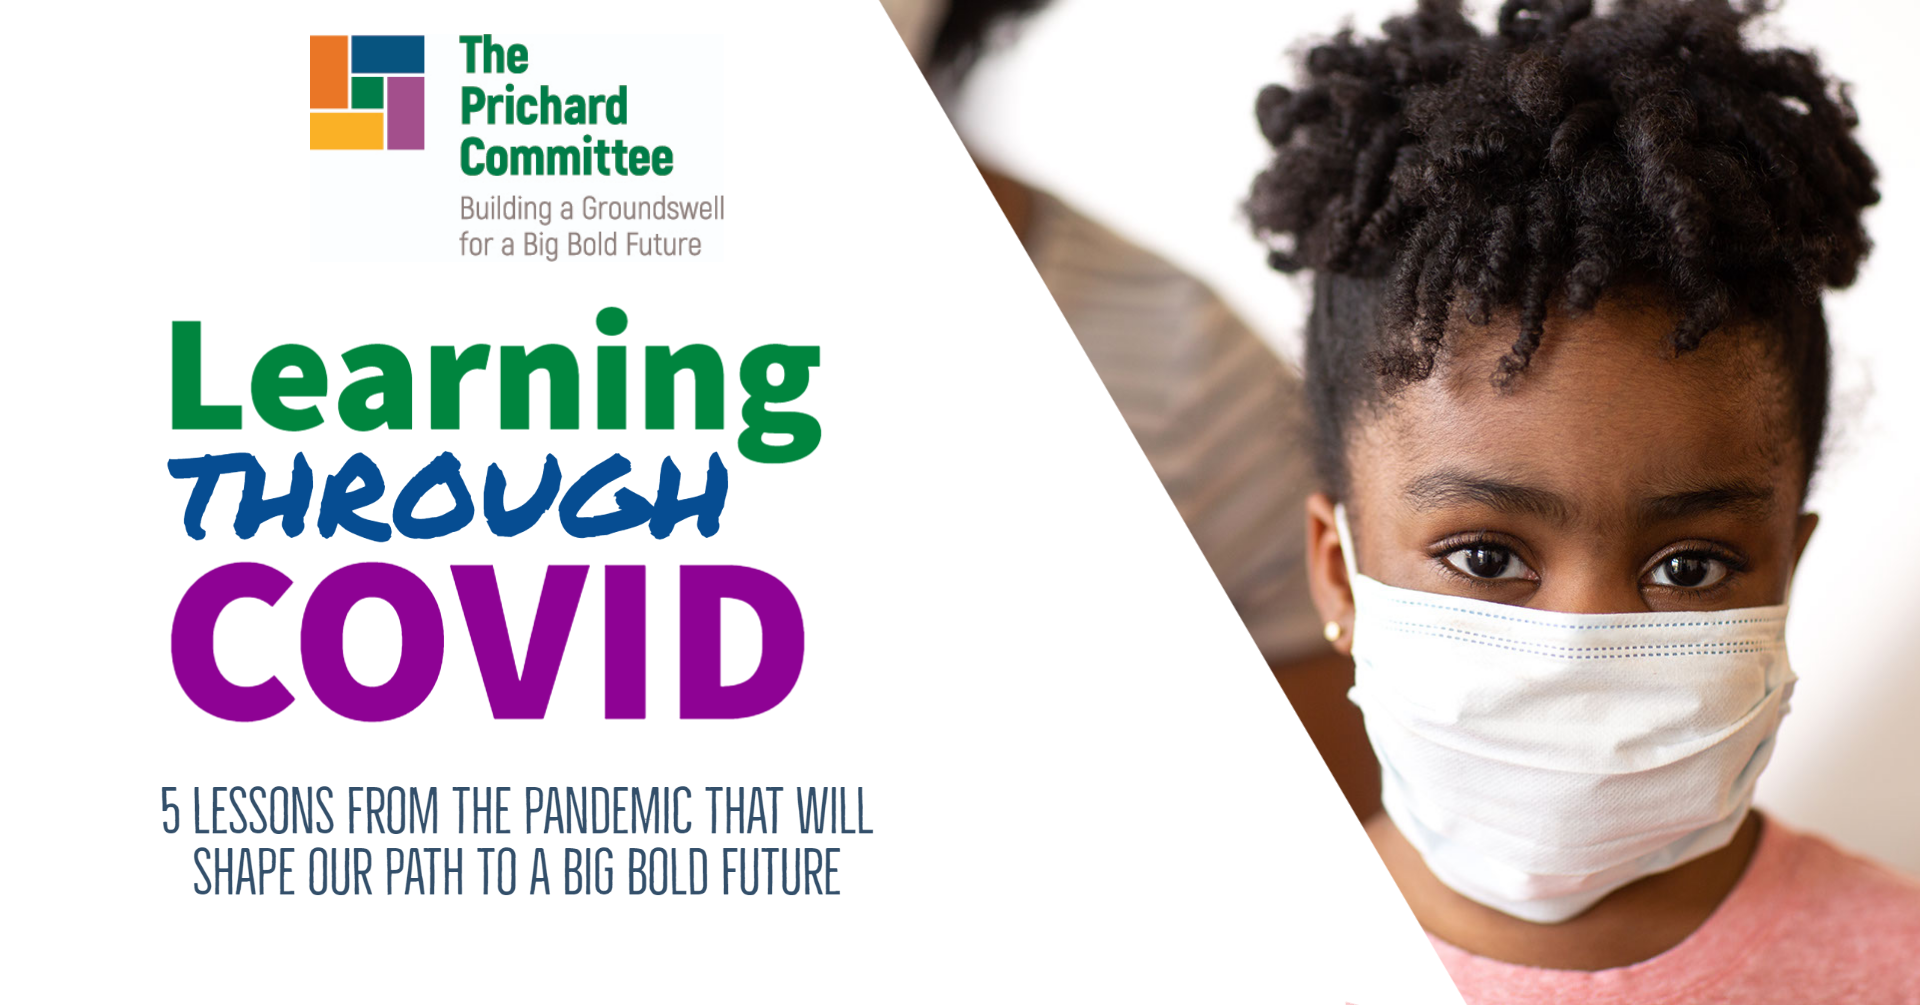 The
Prichard
Committee
Building a Groundswell
for a Big Bold Future
Learning
THROUGH
COVID
5 LESSONS FROM THE PANDEMIC THAT WILL
SHAPE OUR PATH TO A BIG BOLD FUTURE